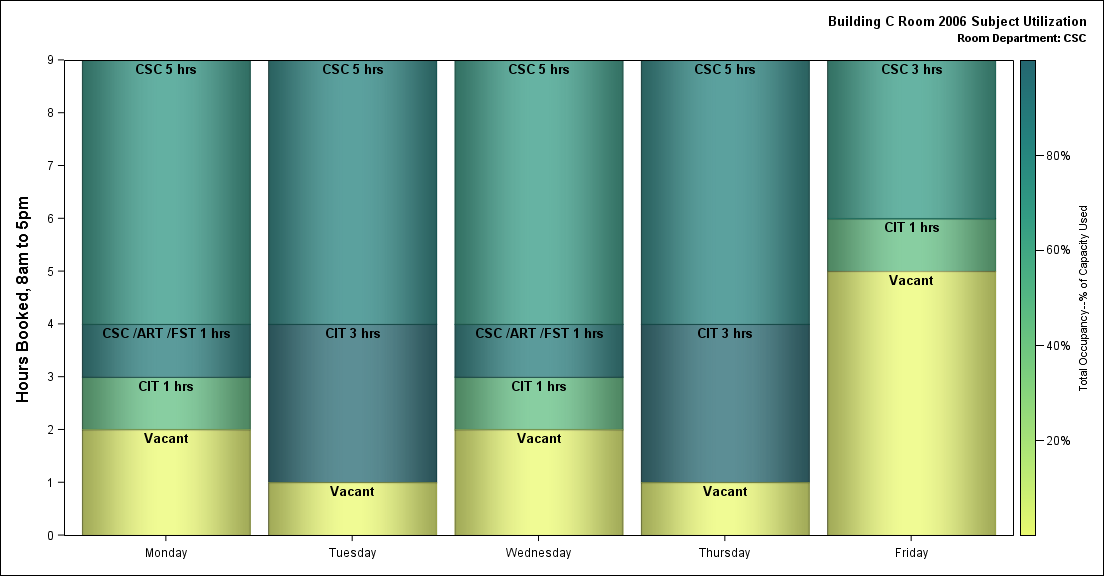 Building C Room 2006 Subject Utilization
Room Department: CSC
Hours Booked, 8am to 5pm
9
8
7
6
5
4
3
2
1
0
CSC 5 hrs
CSC /ART /FST 1 hrs
CIT 1 hrs
Vacant
CSC 5 hrs
CIT 3 hrs
Vacant
CSC 5 hrs
CSC /ART /FST 1 hrs
CIT 1 hrs
Vacant
CSC 5 hrs
CIT 3 hrs
Vacant
CSC 3 hrs
CIT 1 hrs
Vacant
Monday
Tuesday
Wednesday
Thursday
Friday
80%
60%
40%
20%
Total Occupancy--% of Capacity Used